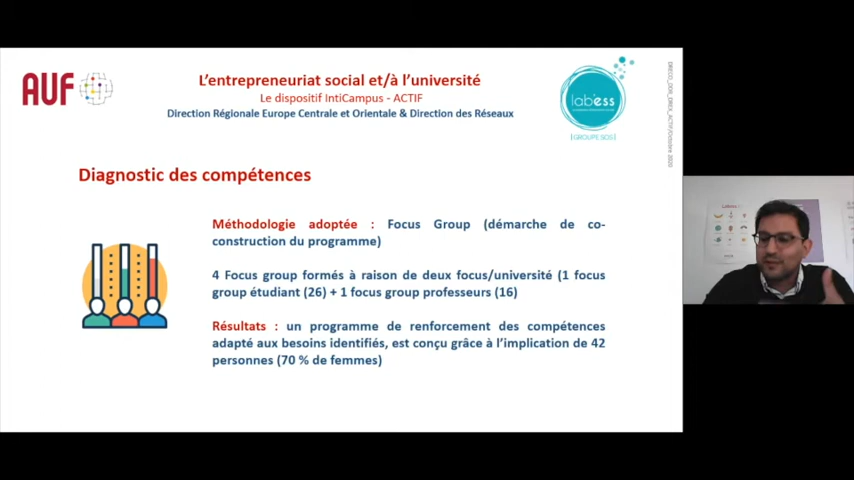 AUF
L'entrepreneuriat social et/à l'université
Le dispositif IntiCampus - ACTIF
Direction Régionale Europe Centrale et Orientale & Direction des Réseaux
lab'ess
[GROUPE SOS]
Diagnostic des compétences
Méthodologie adoptée : Focus Group (démarche de co-
construction du programme)
4 Focus group formés à raison de deux focus/université (1 focus
group étudiant (26) + 1 focus group professeurs (16)
Résultats : un programme de renforcement des compétences
adapté aux besoins identifiés, est conçu grâce à l'implication de 42
personnes (70 % de femmes)